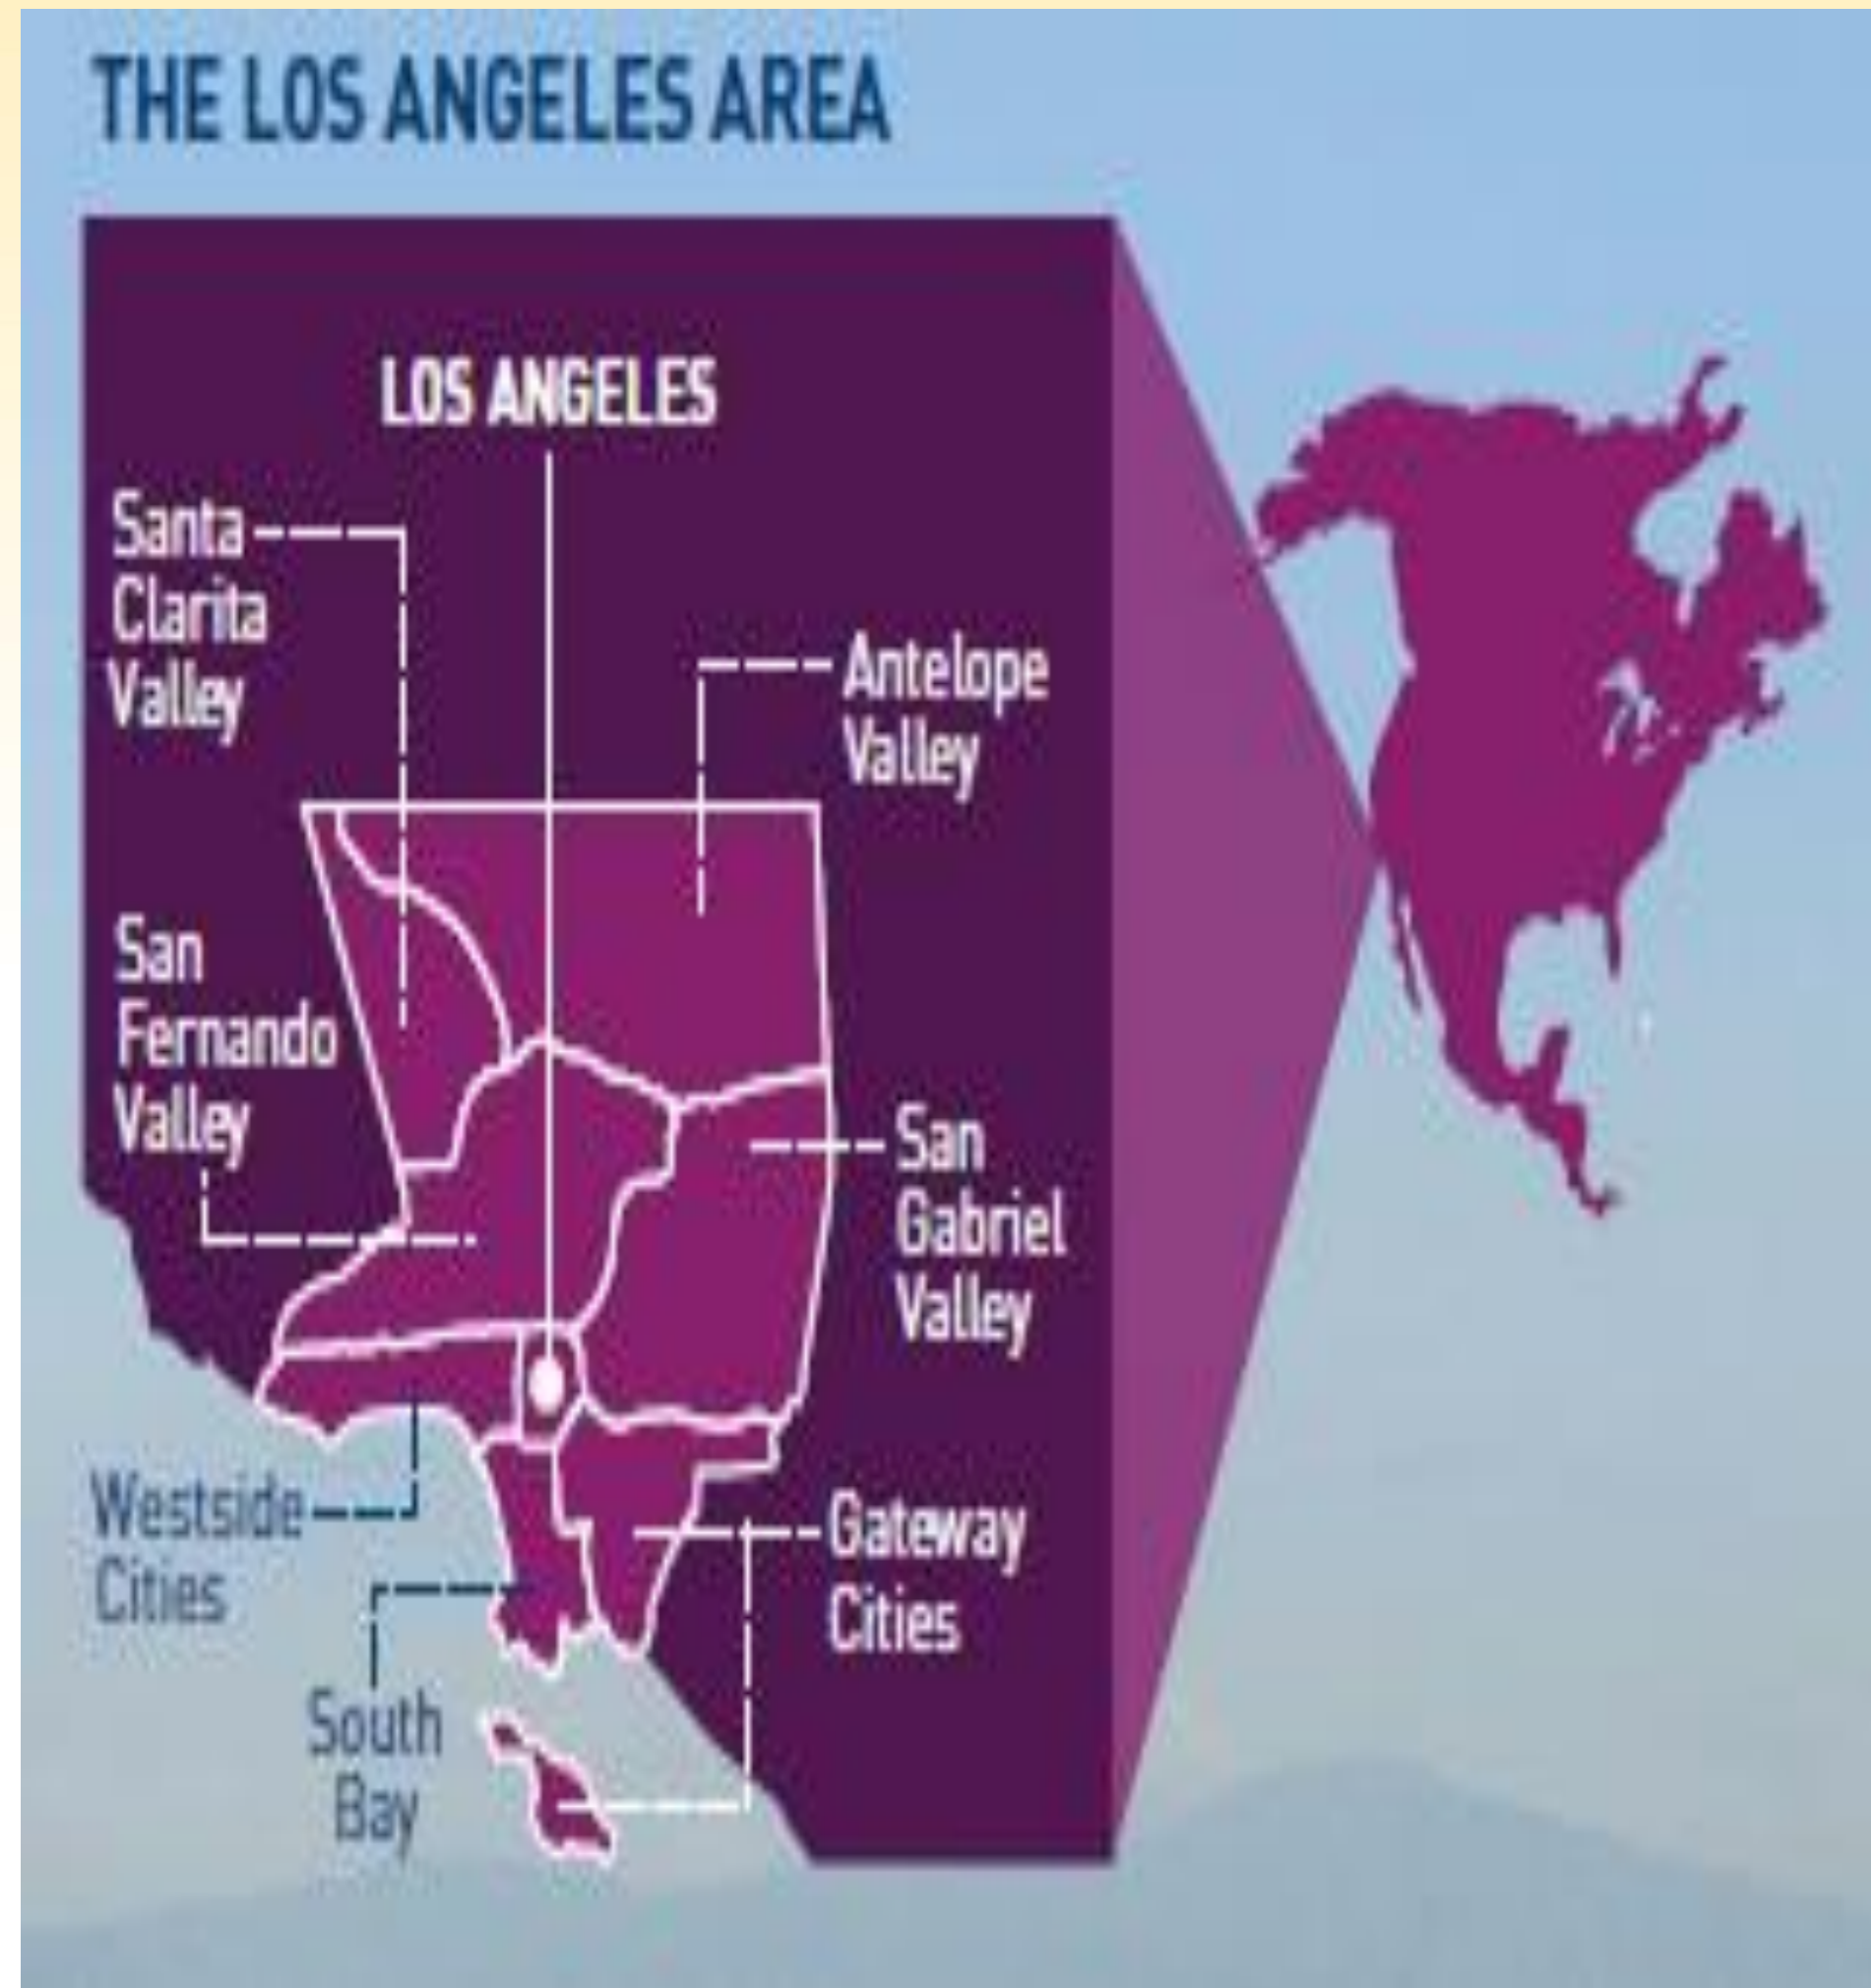 THE LOS ANGELES AREA
LOS ANGELES
Santa
Clarita
Valley
Antelope
Valley
San
Fernando
Valley
San
Gabriel
Valley
Westside
Cities
Gateway
Cities
South
Bay